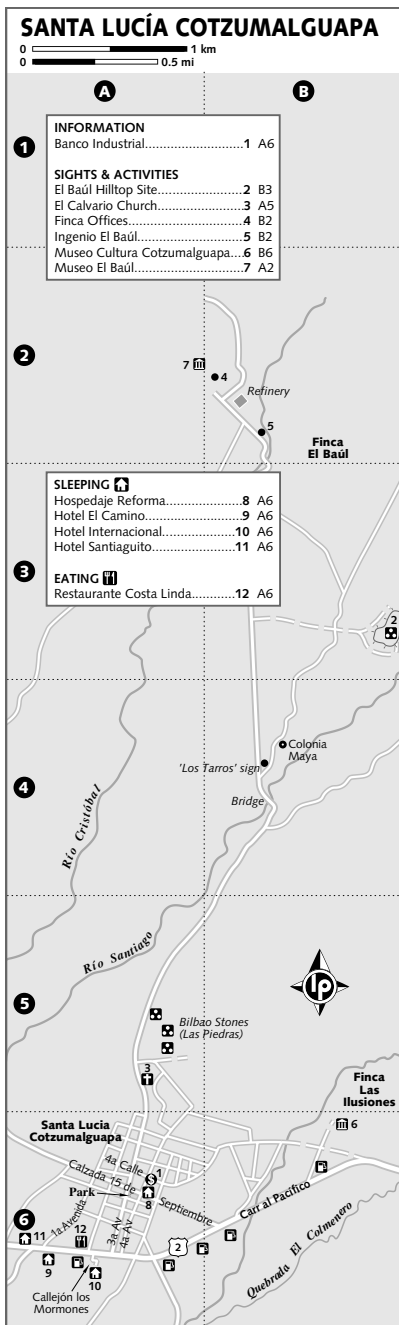 SANTA LUCÍA COTZUMALGUAPA
0 1 km
0 0.5 mi
A B
1
INFORMATION
Banco Industrial.......................1 A6
SIGHTS & ACTIVITIES
El Baúl Hilltop Site....................2 B3
El Calvario Church....................3 A5
Finca Offices............................4 B2
Ingenio El Baúl.........................5 B2
Museo Cultura Cotzumalguapa..6 B6
Museo El Baúl..........................7 A2
2
7
4
Refinery
5
Finca
El Baúl
SLEEPING
Hospedaje Reforma..................8 A6
Hotel El Camino.......................9 A6
Hotel Internacional.................10 A6
Hotel Santiaguito...................11 A6
3
EATING
Restaurante Costa Linda..........12 A6
2
Colonia
Maya
'Los Tarros' sign
4
Bridge
Río Cristóbal
Río Santiago
lp
5
Bilbao Stones
(Las Piedras)
3
Finca
Las
Ilusiones
6
Santa Lucia
Cotzumalguapa
4a Calle
1
S
Calzada 15 de Septiembre
Park
8
Carr al Pacífico
6
1a Avenida
3a Av
4a Av
12
11
2
9
10
Quebrada El Colmenero
Callejón los
Mormones